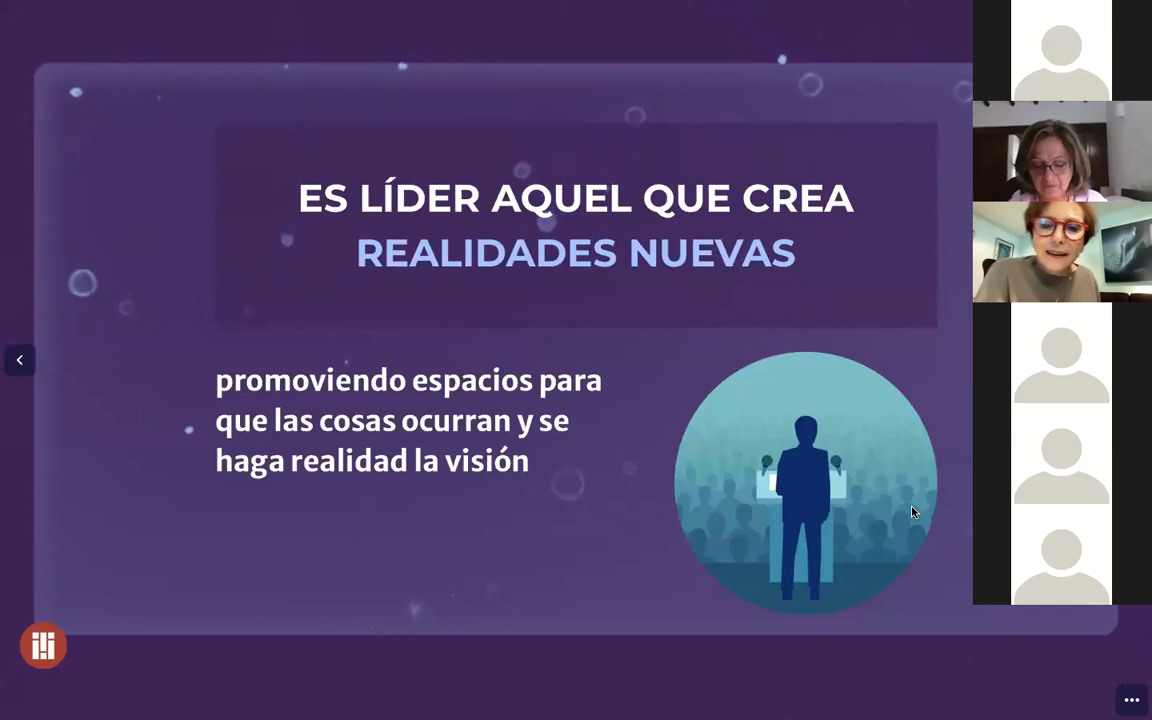 ES LÍDER AQUEL QUE CREA
REALIDADES NUEVAS
promoviendo espacios para
que las cosas ocurran y se
haga realidad la visión